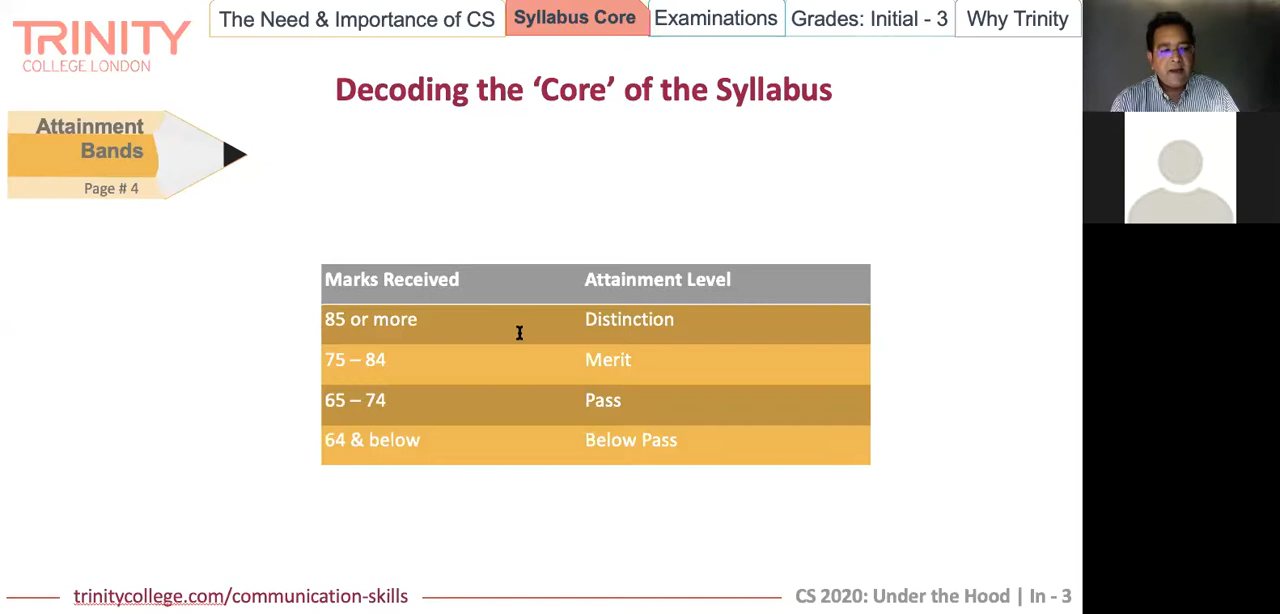 The Need & Importance of CS
Syllabus Core
Examinations
Grades: Initial - 3
Why Trinity
TRINITY
COLLEGE LONDON
Decoding the ‘Core’ of the Syllabus
Attainment
Bands
Page # 4
Marks Received Attainment Level
85 or more Distinction
75 – 84 Merit
65 – 74 Pass
64 & below Below Pass
trinitycollege.com/communication-skills
CS 2020: Under the Hood | In - 3